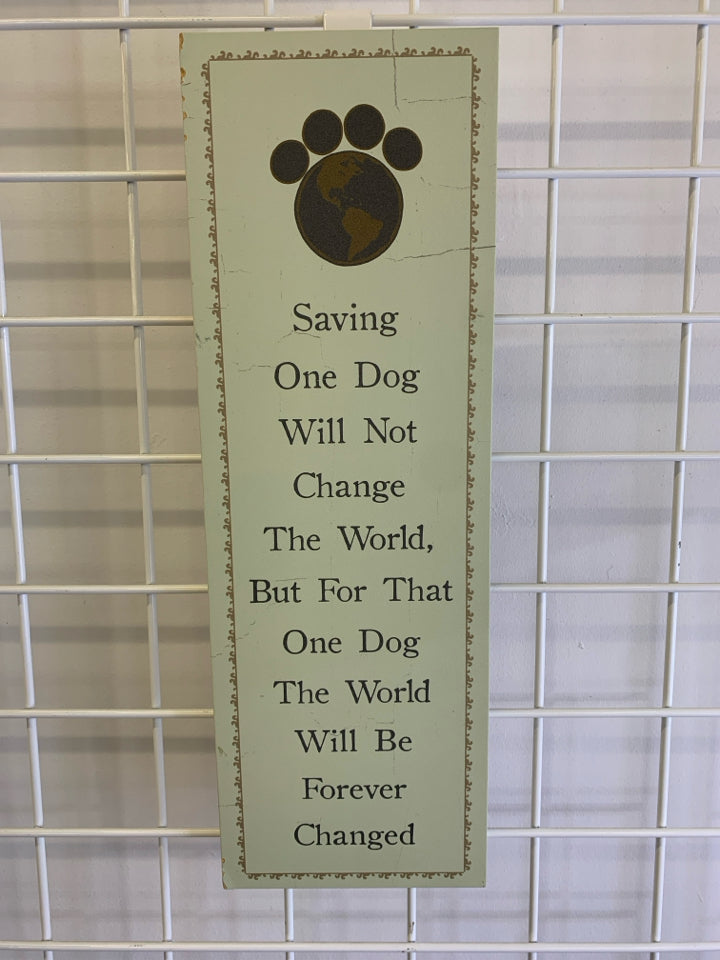 Saving
One Dog
Will Not
Change
The World,
But For That
One Dog
The World
Will Be
Forever
Changed